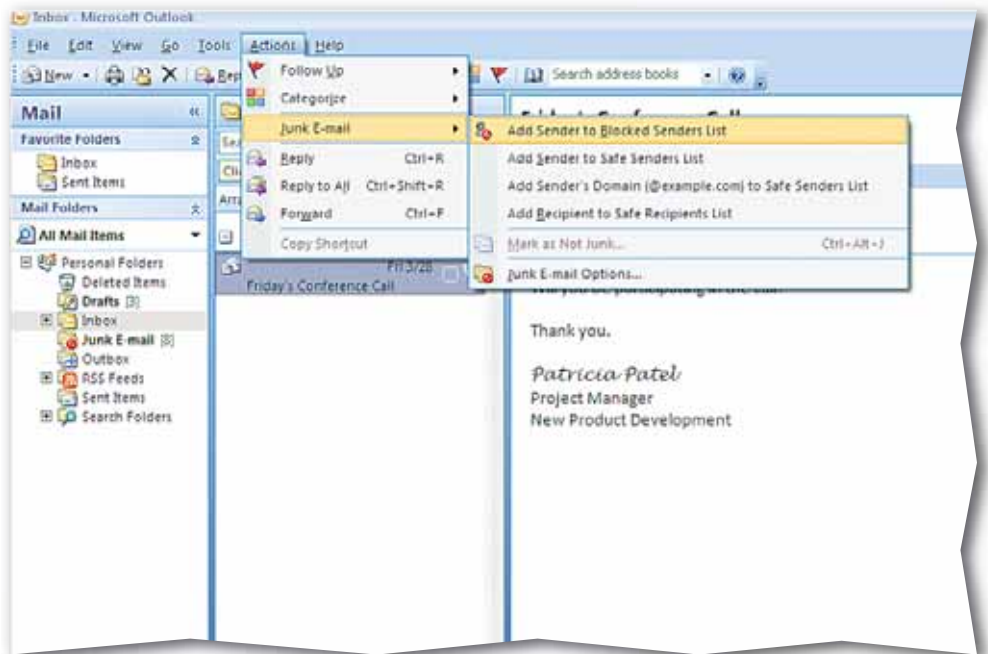 Inbox - Microsoft Outlook
File Edit View Go Tools Actions Help
New Search address books
Mail
Favorite Folders
Inbox
Sent Items
Mail Folders
All Mail Items
Personal Folders
Deleted Items
Drafts [3]
Inbox
Junk E-mail [8]
Outbox
RSS Feeds
Sent Items
Search Folders
Follow Up
Categorize
Junk E-mail
Reply Ctrl+R
Reply to All Ctrl+Shift+R
Forward Ctrl+F
Copy Shortcut
Fri 3/28
Friday's Conference Call
Add Sender to Blocked Senders List
Add Sender to Safe Senders List
Add Sender's Domain (@example.com) to Safe Senders List
Add Recipient to Safe Recipients List
Mark as Not Junk... Ctrl+Alt+J
Junk E-mail Options...
Thank you.
Patricia Patel
Project Manager
New Product Development